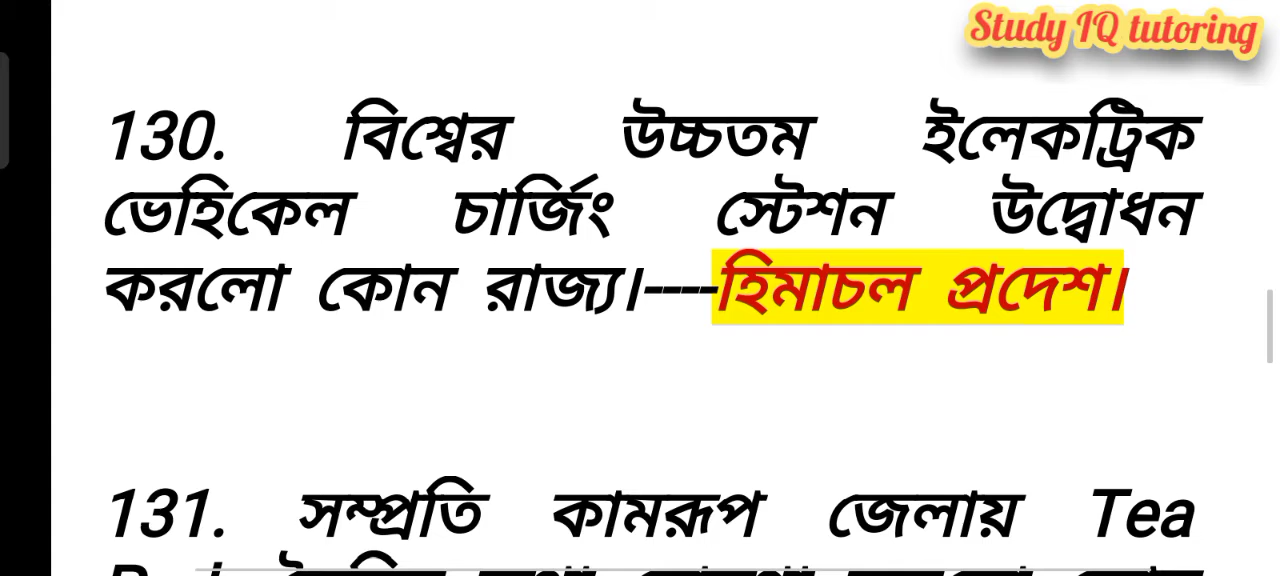 Study IQ tutoring
130. বিশ্বের উচ্চতম ইলেকট্রিক
ভেহিকেল চার্জিং স্টেশন উদ্বোধন
করলো কোন রাজ্য।----হিমাচল প্রদেশ।
131. সম্প্রতি কামরূপ জেলায় Tea